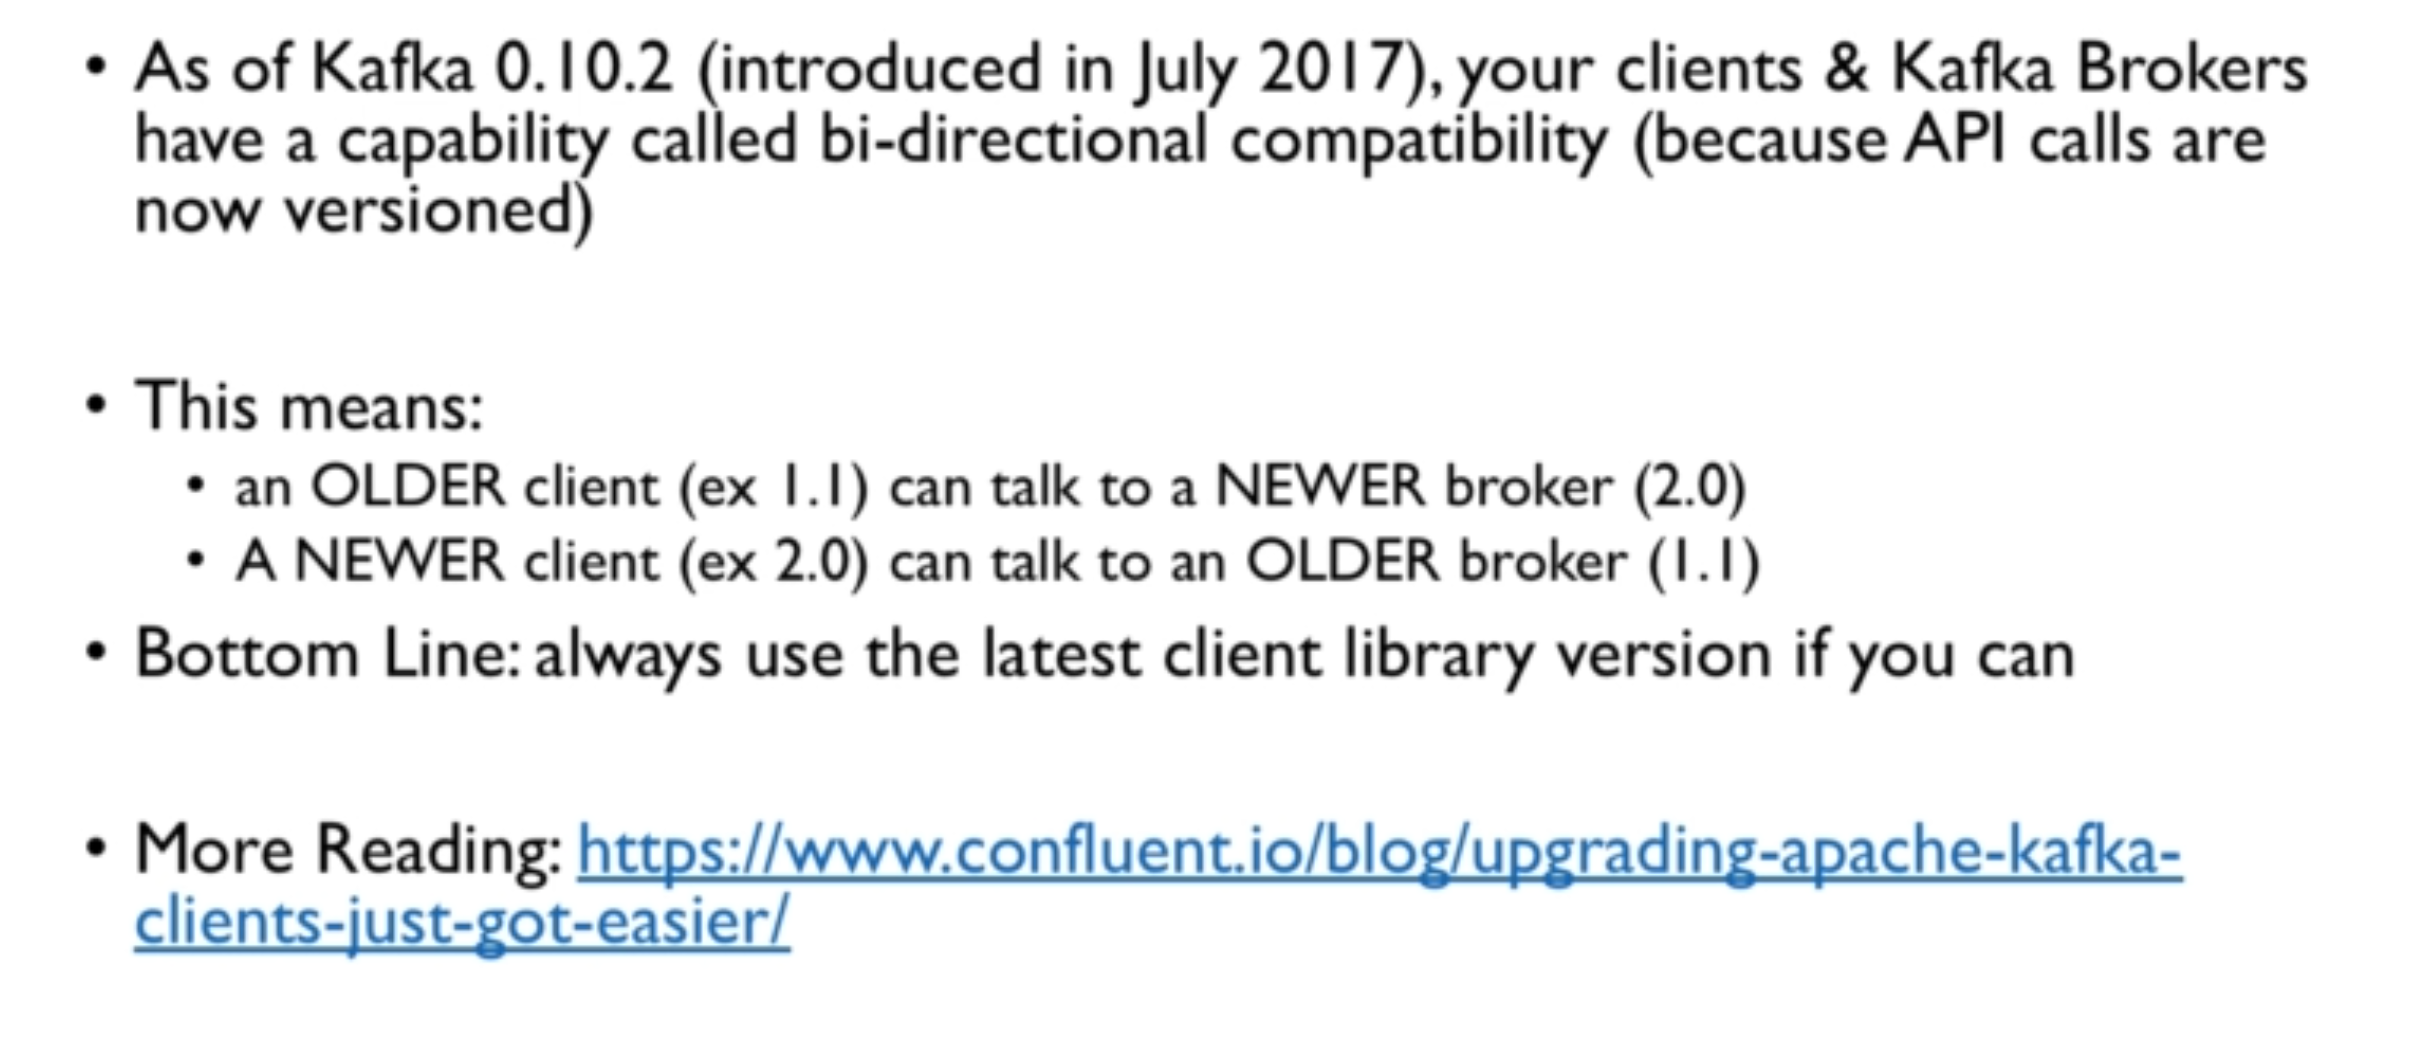 • As of Kafka 0.10.2 (introduced in July 2017), your clients & Kafka Brokers
have a capability called bi-directional compatibility (because API calls are
now versioned)
• This means:
• an OLDER client (ex 1.1) can talk to a NEWER broker (2.0)
• A NEWER client (ex 2.0) can talk to an OLDER broker (1.1)
• Bottom Line: always use the latest client library version if you can
• More Reading: https://www.confluent.io/blog/upgrading-apache-kafka-
clients-just-got-easier/